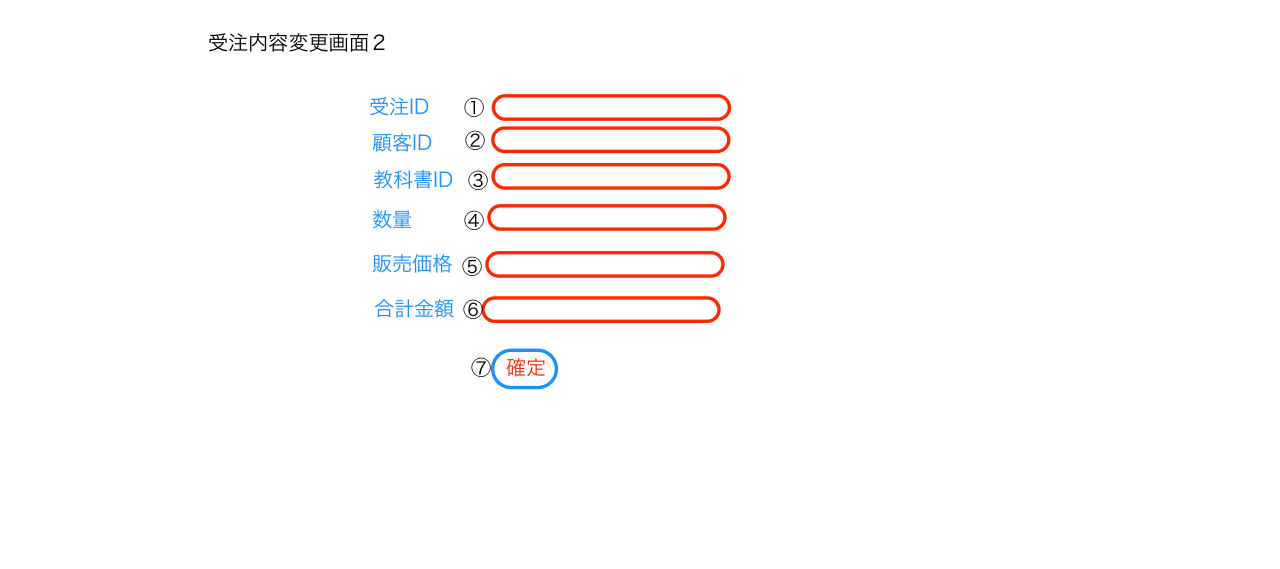 受注内容変更画面２
受注ID ①
顧客ID ②
教科書ID ③
数量 ④
販売価格 ⑤
合計金額 ⑥
⑦ 確定